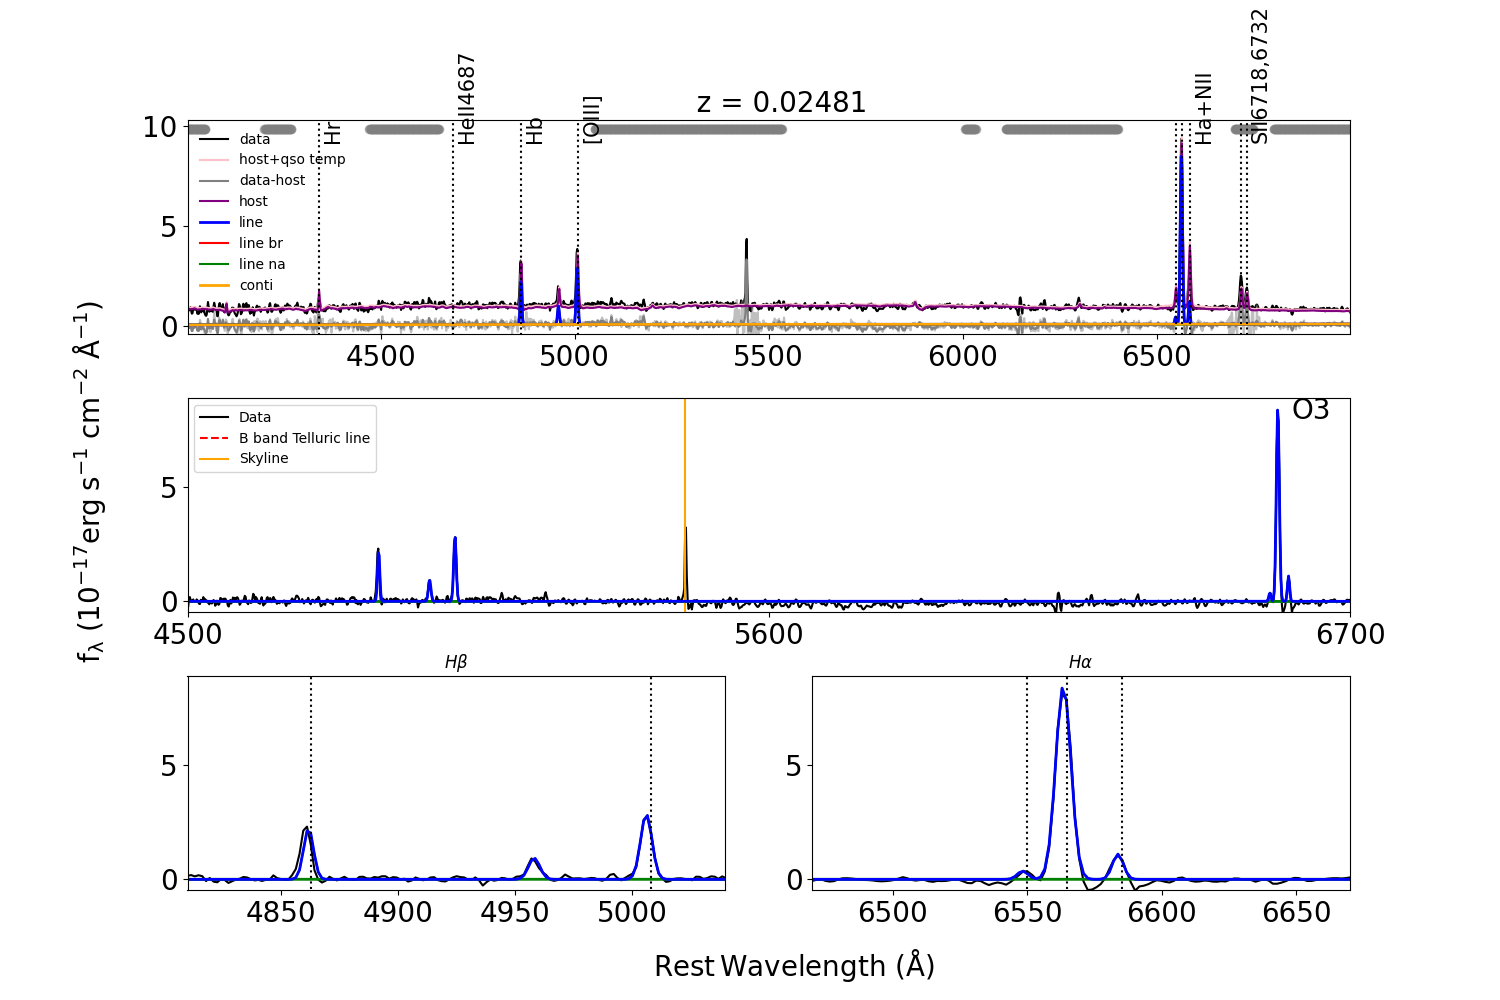 z = 0.02481
Hr
HeII4687
Hb
[OIII]
Ha+NII
SII6718,6732
10
5
0
data
host+qso temp
data-host
host
line
line br
line na
conti
4500 5000 5500 6000 6500
fλ (10⁻¹⁷erg s⁻¹ cm⁻² Å⁻¹)
5
0
Data
B band Telluric line
Skyline
O3
4500 5600 6700
Hβ
5
0
4850 4900 4950 5000
Hα
5
0
6500 6550 6600 6650
Rest Wavelength (Å)